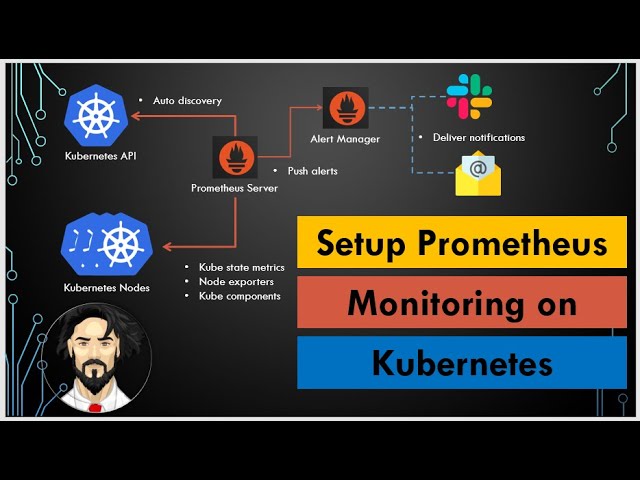 • Auto discovery
Kubernetes API
Alert Manager
• Deliver notifications
Prometheus Server
• Push alerts
@
Kubernetes Nodes
• Kube state metrics
• Node exporters
• Kube components
Setup Prometheus
Monitoring on
Kubernetes